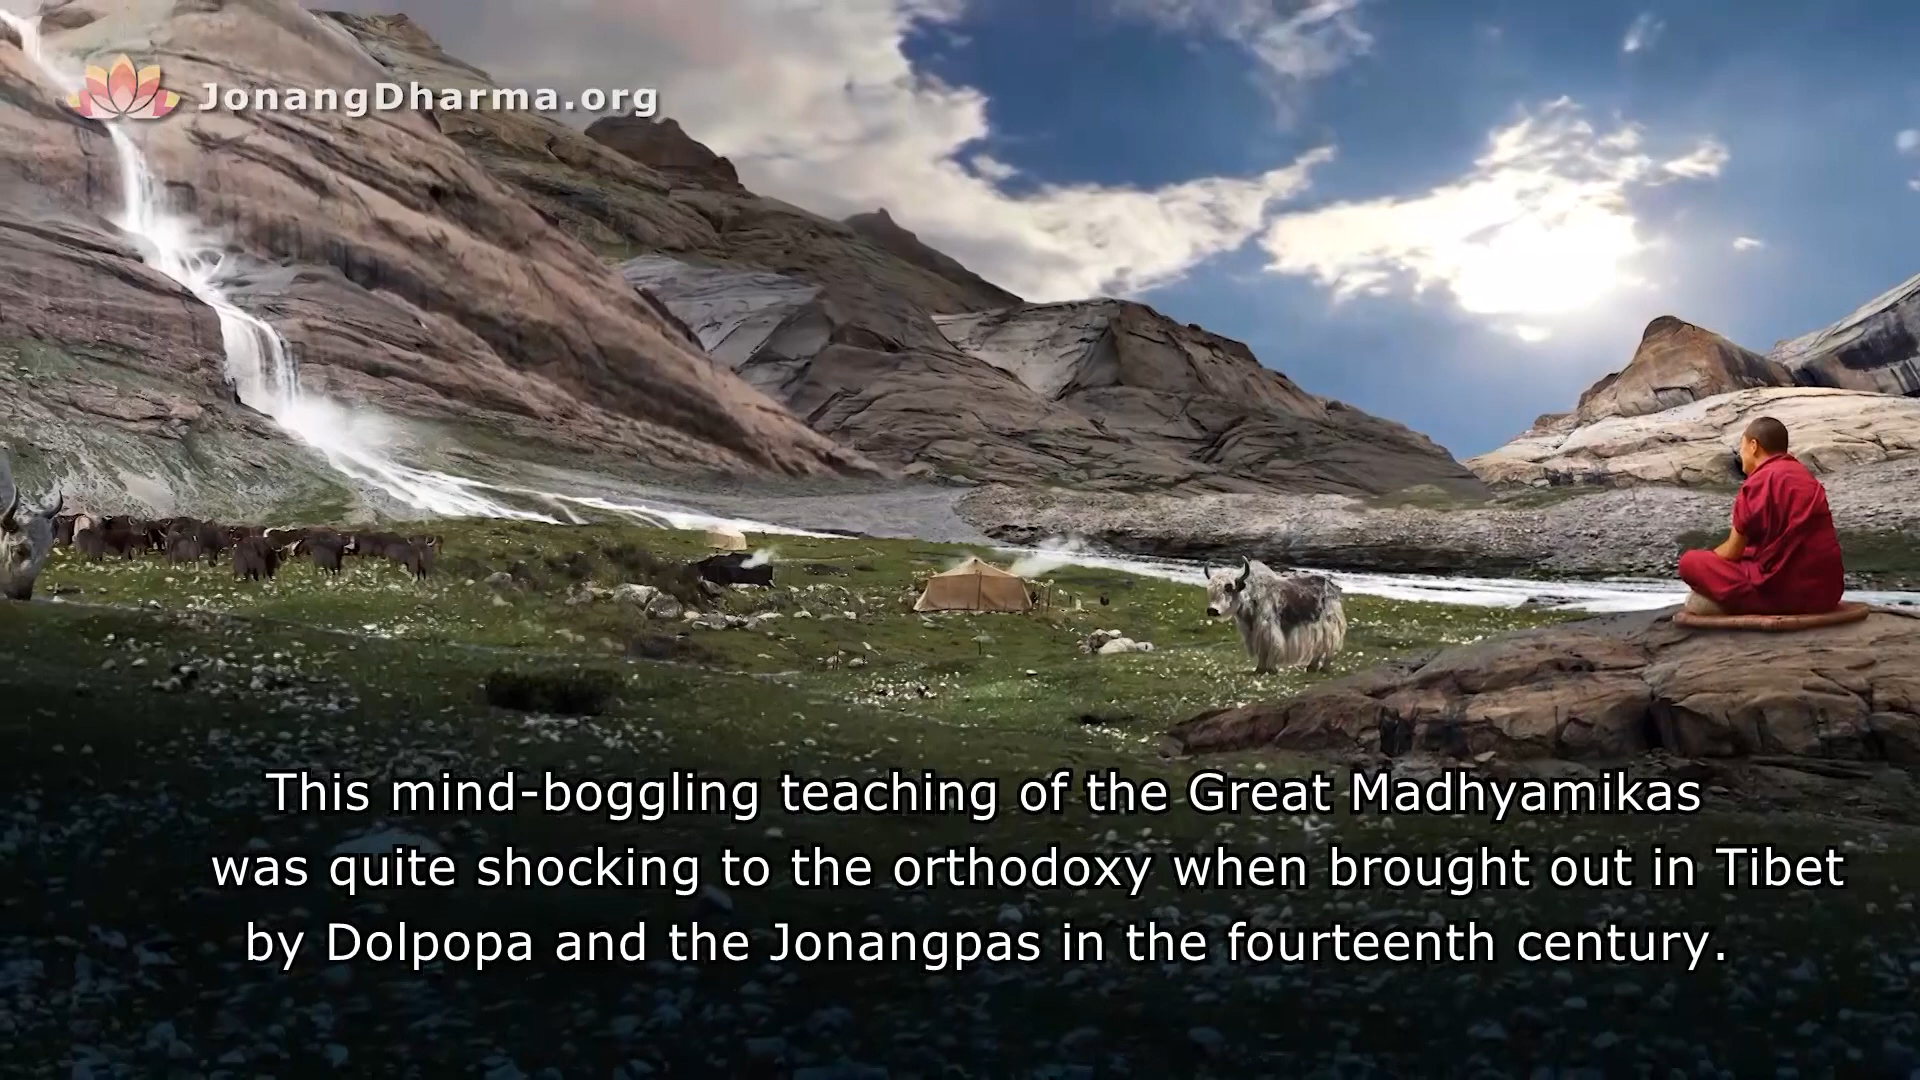 JonangDharma.org
This mind-boggling teaching of the Great Madhyamikas
was quite shocking to the orthodoxy when brought out in Tibet
by Dolpopa and the Jonangpas in the fourteenth century.